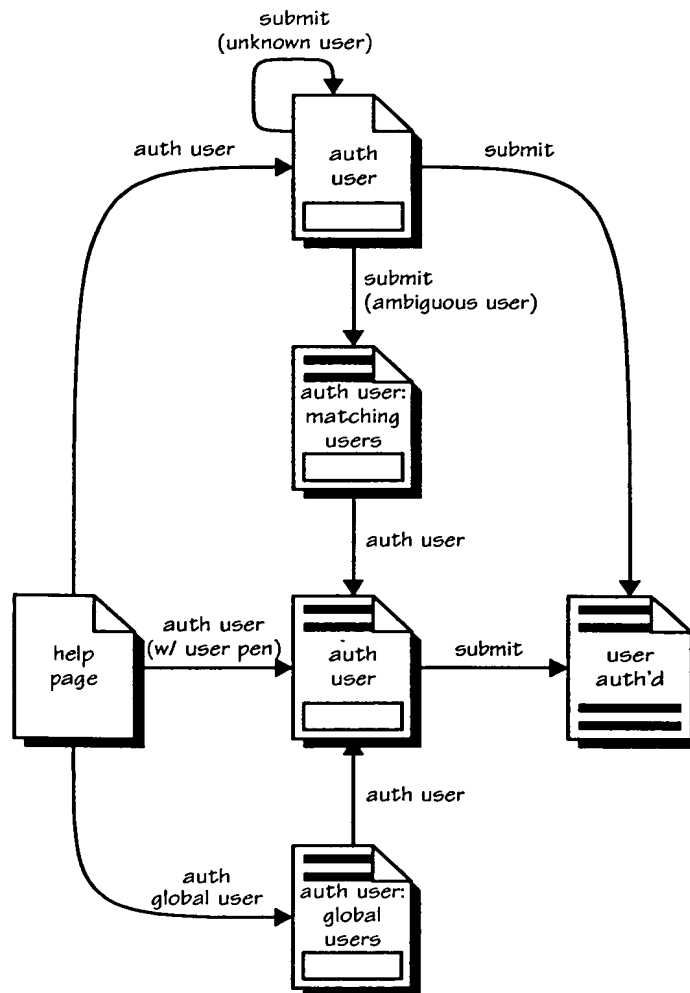 submit
(unknown user)
auth user
auth
user
submit
submit
(ambiguous user)
auth user:
matching
users
auth user
help
page
auth user
(w/ user pen)
auth
user
submit
user
auth'd
auth user
auth
global user
auth user:
global
users